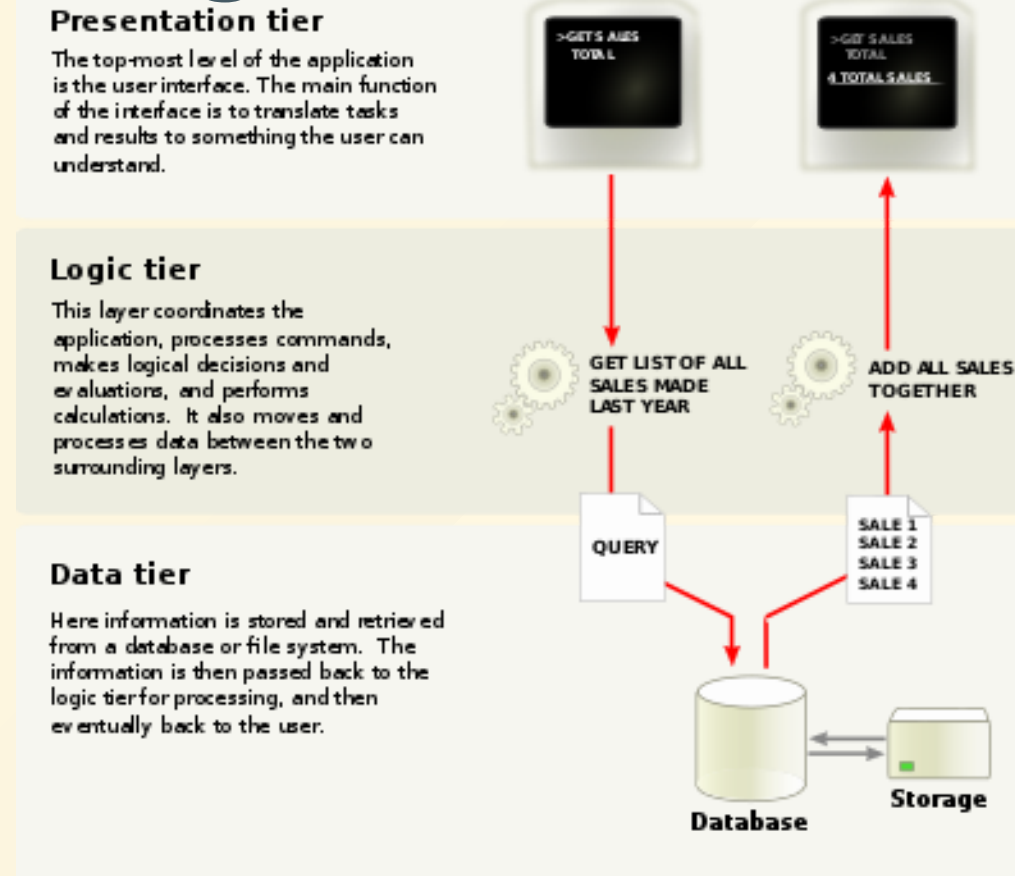 Presentation tier
The top-most level of the application
is the user interface. The main function
of the interface is to translate tasks
and results to something the user can
understand.
>GET SALES
TOTAL
>GET SALES
TOTAL
4 TOTAL SALES
Logic tier
This layer coordinates the
application, processes commands,
makes logical decisions and
evaluations, and performs
calculations. It also moves and
processes data between the two
surrounding layers.
GET LIST OF ALL
SALES MADE
LAST YEAR
ADD ALL SALES
TOGETHER
QUERY
SALE 1
SALE 2
SALE 3
SALE 4
Data tier
Here information is stored and retrieved
from a database or file system. The
information is then passed back to the
logic tier for processing, and then
eventually back to the user.
Database
Storage